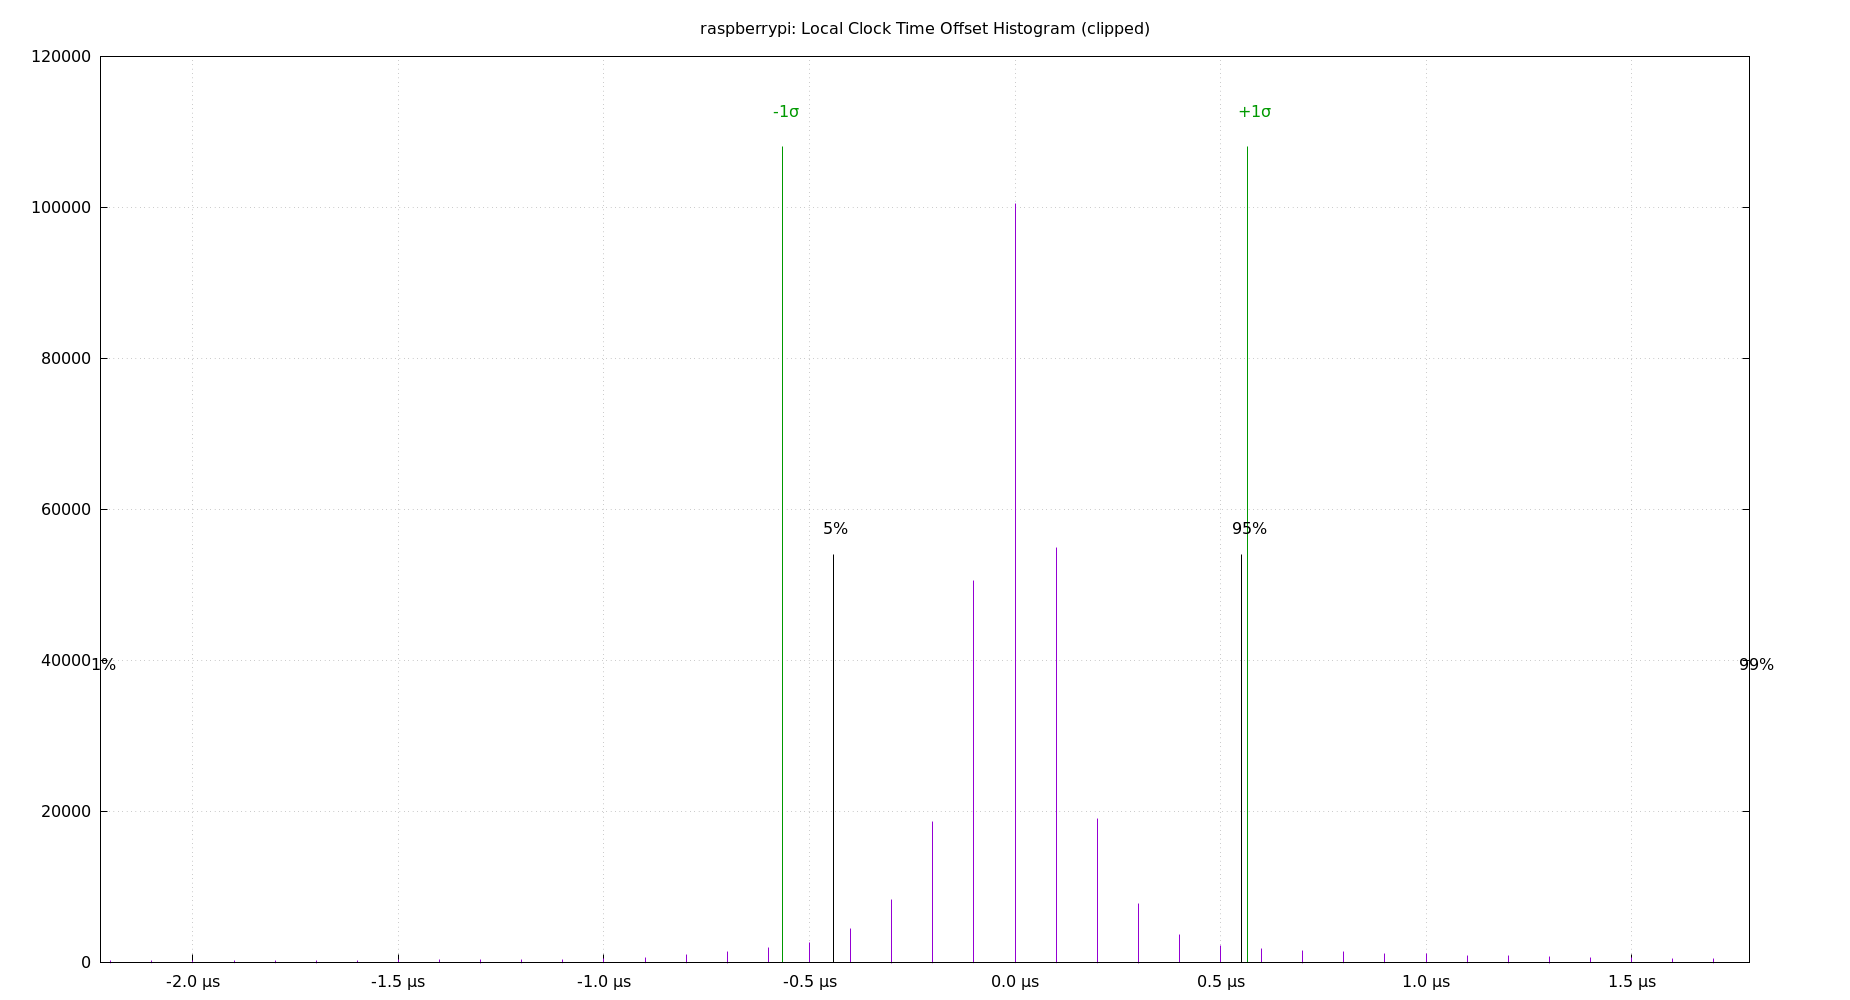 raspberrypi: Local Clock Time Offset Histogram (clipped)
120000
-1σ +1σ
100000
80000
60000
5% 95%
40000 1% 99%
20000
0
-2.0 µs -1.5 µs -1.0 µs -0.5 µs 0.0 µs 0.5 µs 1.0 µs 1.5 µs